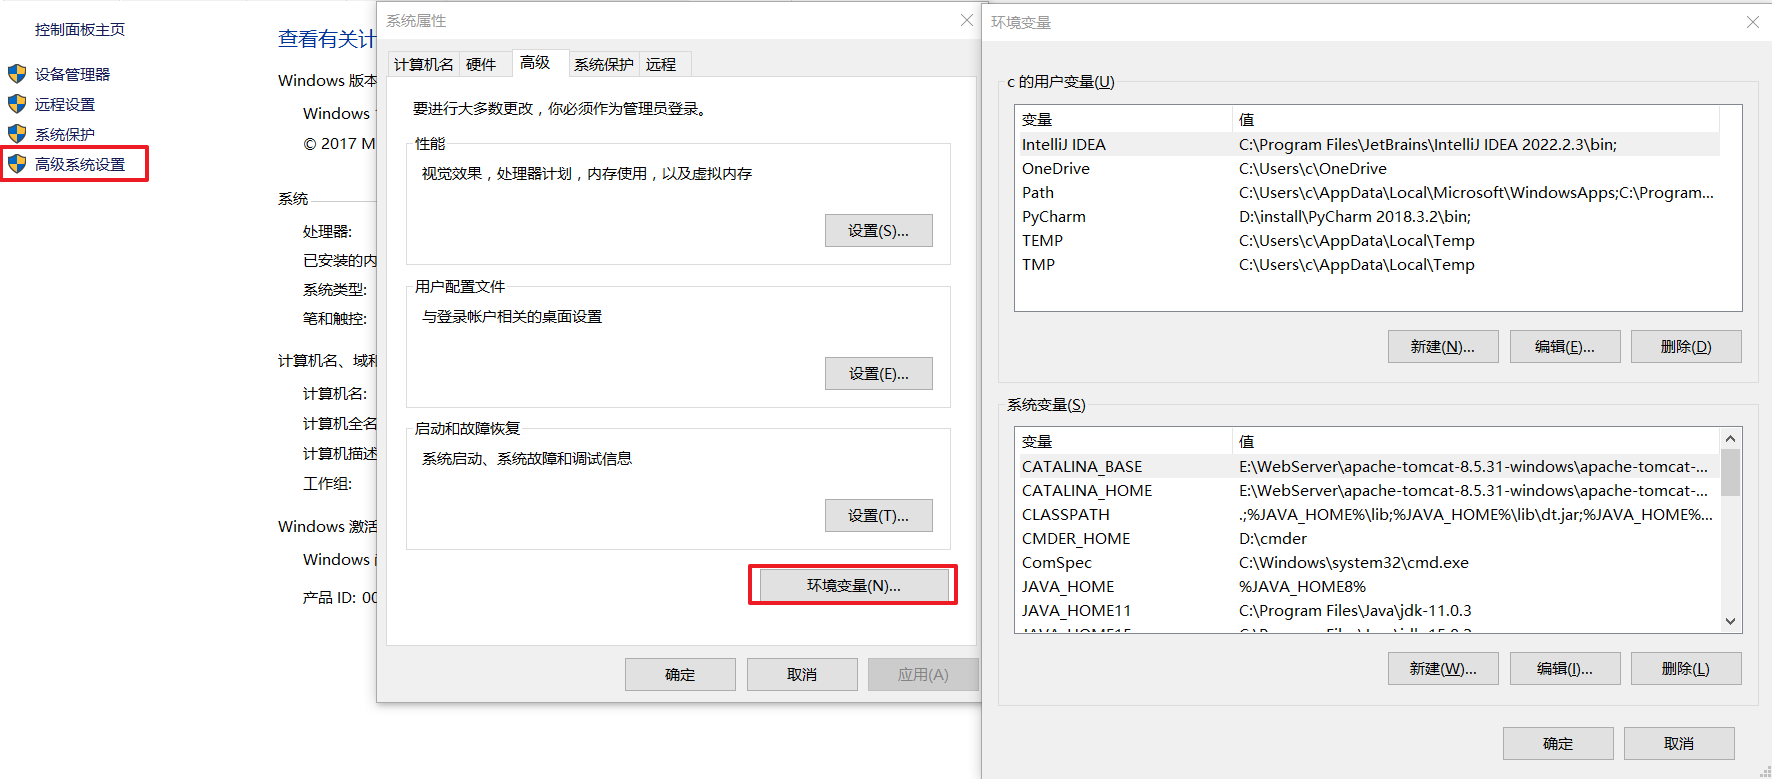 控制面板主页
设备管理器
远程设置
系统保护
高级系统设置
查看有关计
Windows 版本
Windows
© 2017 M
系统
处理器:
已安装的内
系统类型:
笔和触控:
计算机名、域和
计算机名:
计算机全名
计算机描述
工作组:
Windows 激活
Windows
产品 ID: 00
系统属性
计算机名 硬件 高级 系统保护 远程
要进行大多数更改，你必须作为管理员登录。
性能
视觉效果，处理器计划，内存使用，以及虚拟内存
设置(S)...
用户配置文件
与登录帐户相关的桌面设置
设置(E)...
启动和故障恢复
系统启动、系统故障和调试信息
设置(T)...
环境变量(N)...
确定 取消 应用(A)
环境变量
c 的用户变量(U)
变量 值
IntelliJ IDEA C:\Program Files\JetBrains\IntelliJ IDEA 2022.2.3\bin;
OneDrive C:\Users\c\OneDrive
Path C:\Users\c\AppData\Local\Microsoft\WindowsApps;C:\Program...
PyCharm D:\install\PyCharm 2018.3.2\bin;
TEMP C:\Users\c\AppData\Local\Temp
TMP C:\Users\c\AppData\Local\Temp
新建(N)... 编辑(E)... 删除(D)
系统变量(S)
变量 值
CATALINA_BASE E:\WebServer\apache-tomcat-8.5.31-windows\apache-tomcat-...
CATALINA_HOME E:\WebServer\apache-tomcat-8.5.31-windows\apache-tomcat-...
CLASSPATH .;%JAVA_HOME%\lib;%JAVA_HOME%\lib\dt.jar;%JAVA_HOME%...
CMDER_HOME D:\cmder
ComSpec C:\Windows\system32\cmd.exe
JAVA_HOME %JAVA_HOME8%
JAVA_HOME11 C:\Program Files\Java\jdk-11.0.3
新建(W)... 编辑(I)... 删除(L)
确定 取消